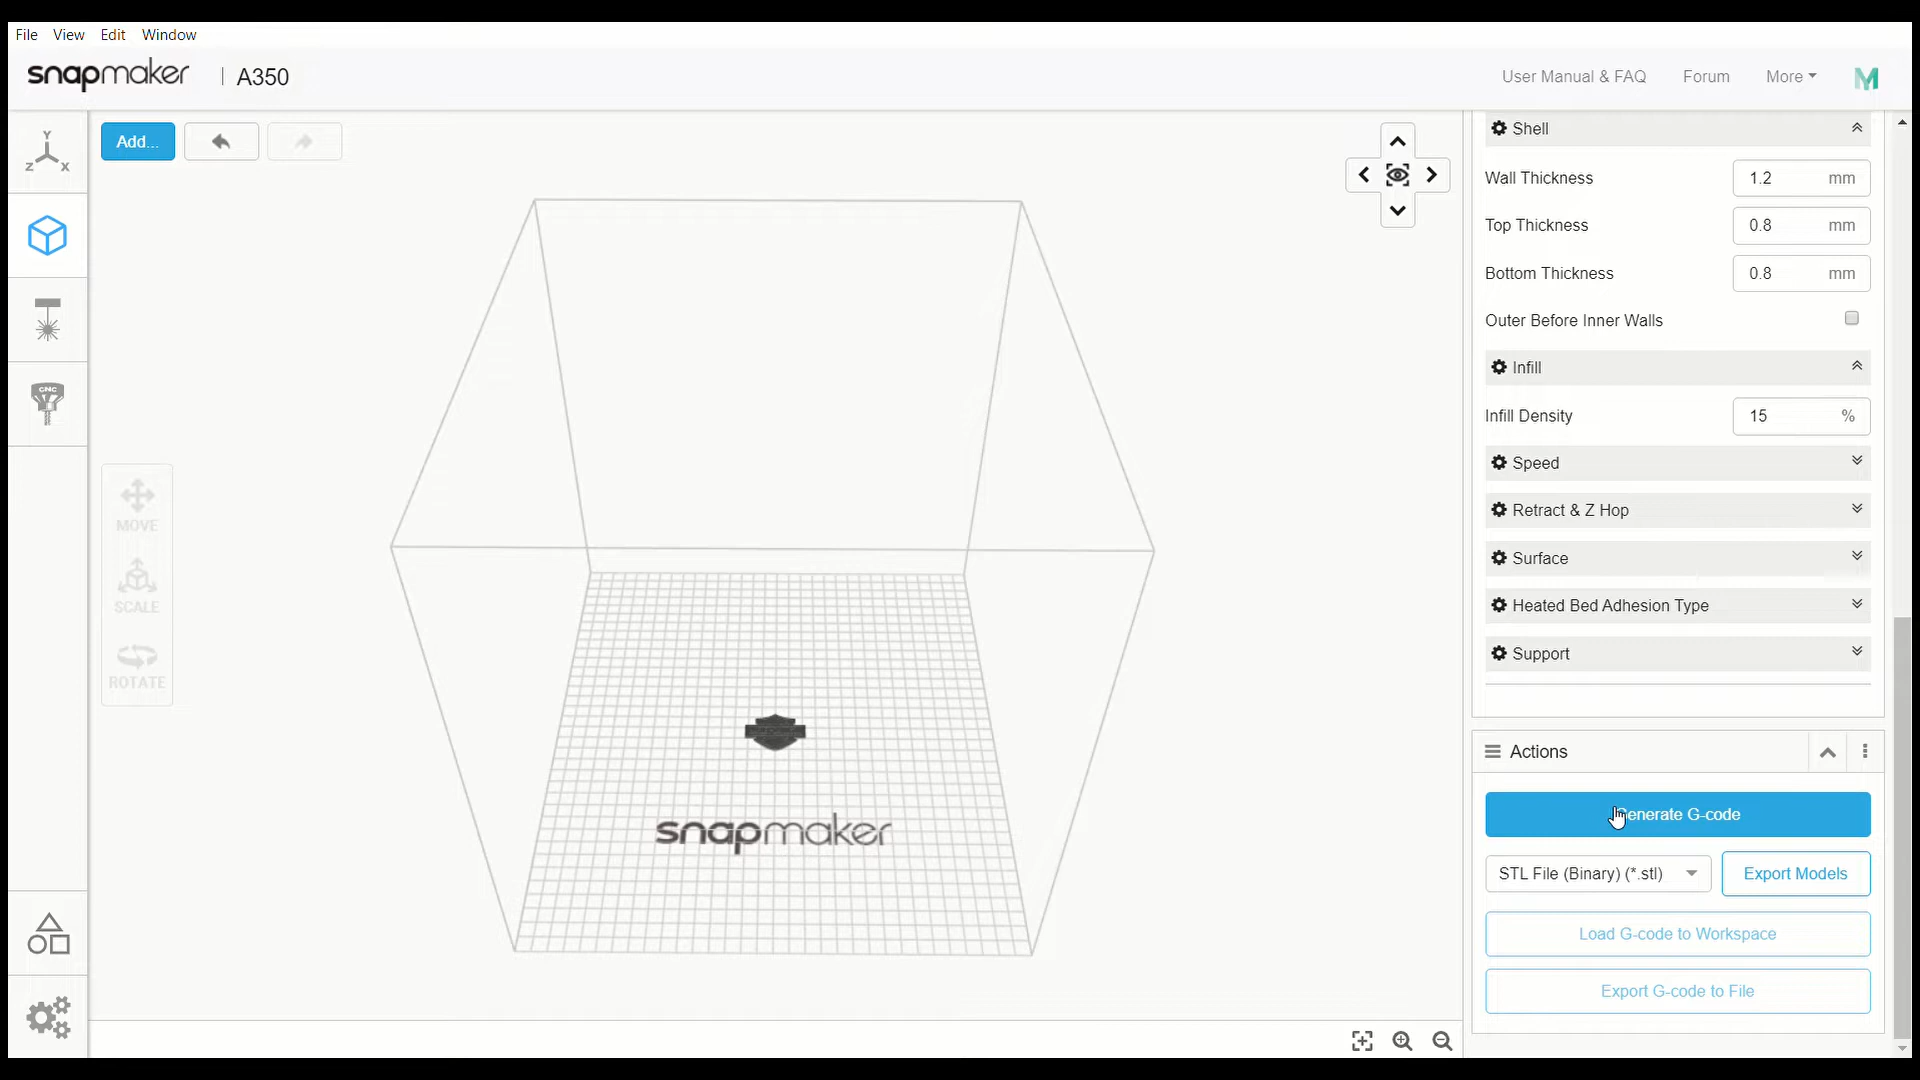 File View Edit Window
snapmaker | A350
User Manual & FAQ Forum More
Add...
Y
Z X
CNC
MOVE
SCALE
ROTATE
snapmaker
Shell
Wall Thickness 1.2 mm
Top Thickness 0.8 mm
Bottom Thickness 0.8 mm
Outer Before Inner Walls
Infill
Infill Density 15 %
Speed
Retract & Z Hop
Surface
Heated Bed Adhesion Type
Support
Actions
Generate G-code
STL File (Binary) (*.stl) Export Models
Load G-code to Workspace
Export G-code to File